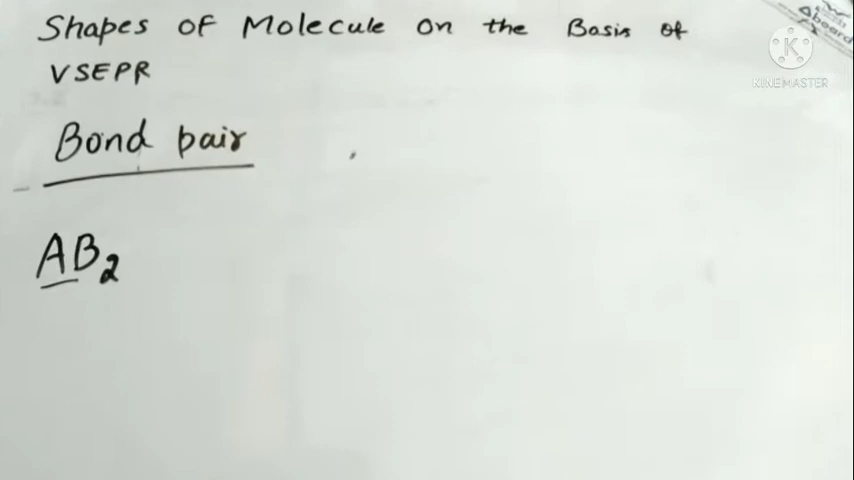 Shapes of Molecule on the Basis of
VSEPR
Bond pair
AB₂
K
KINEMASTER